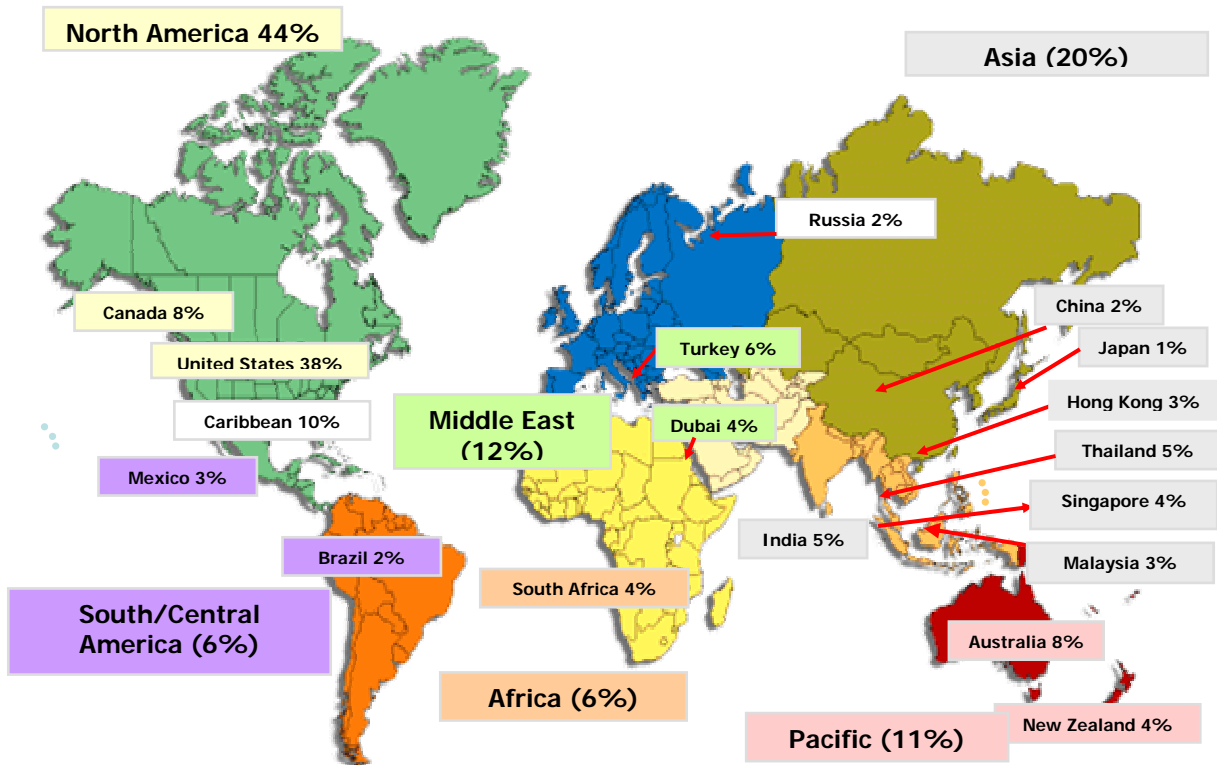 North America 44%
Asia (20%)
Russia 2%
Canada 8%
China 2%
United States 38%
Turkey 6%
Japan 1%
Caribbean 10%
Middle East
(12%)
Dubai 4%
Hong Kong 3%
Thailand 5%
Mexico 3%
Singapore 4%
India 5%
Brazil 2%
Malaysia 3%
South Africa 4%
South/Central
America (6%)
Australia 8%
Africa (6%)
New Zealand 4%
Pacific (11%)